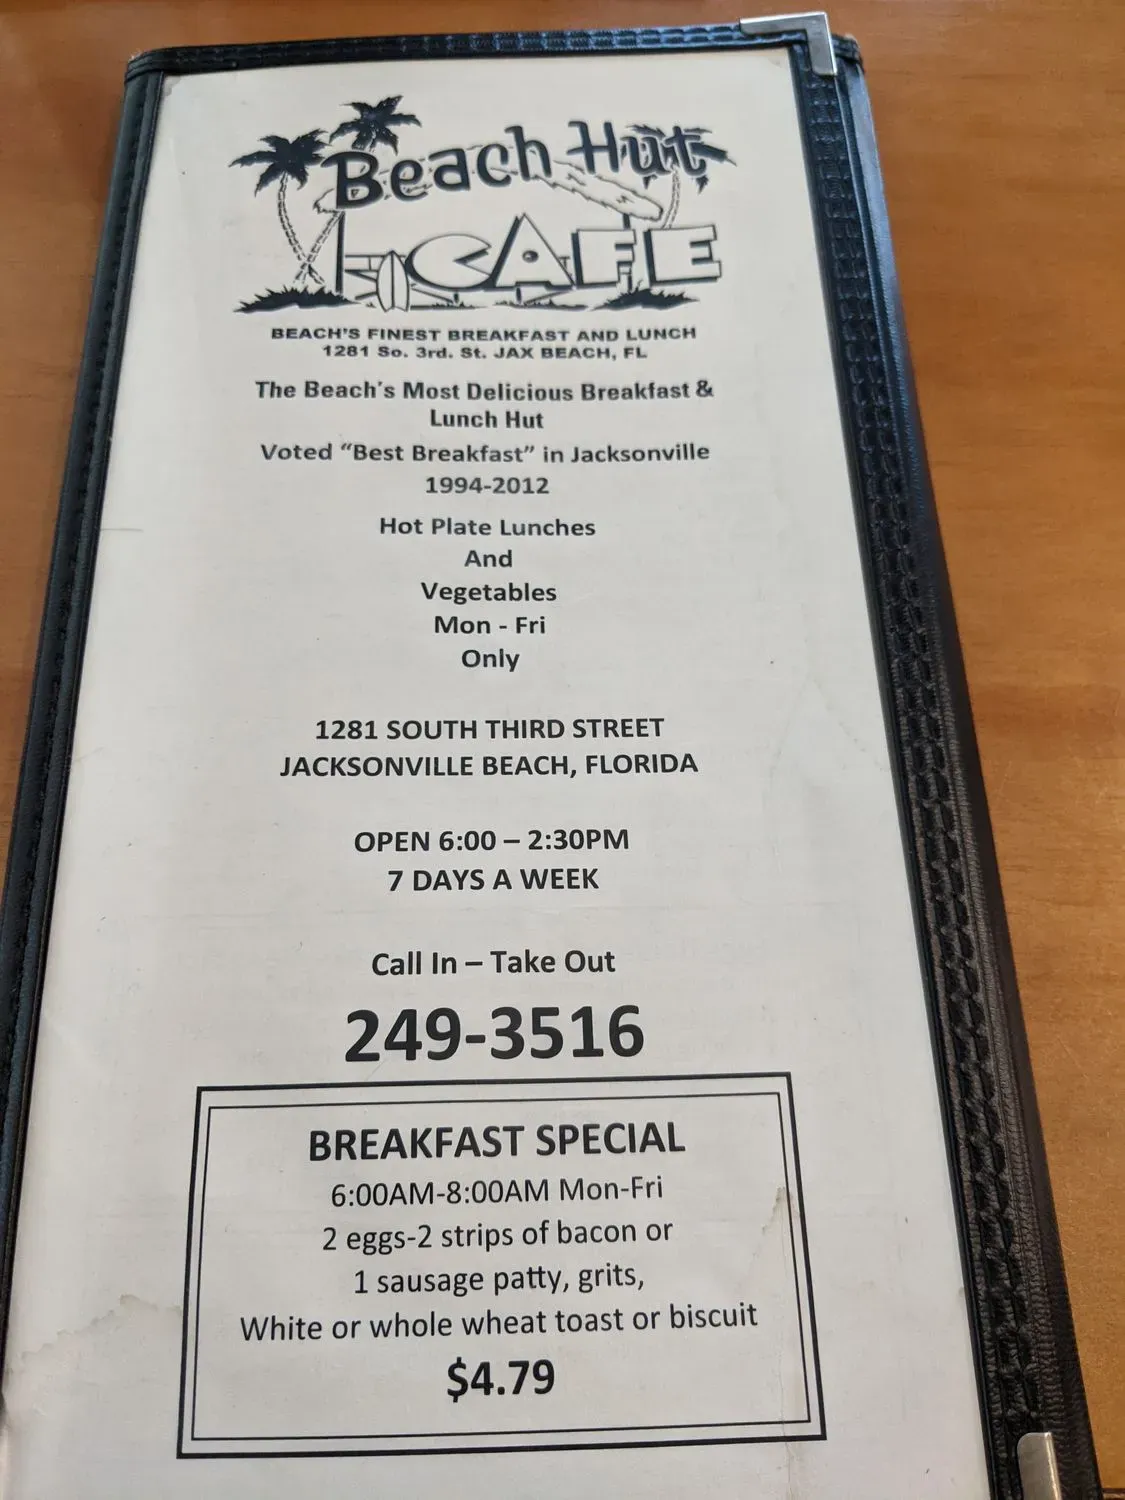 Beach Hut
CAFE
BEACH'S FINEST BREAKFAST AND LUNCH
1281 So. 3rd. St. JAX BEACH, FL
The Beach's Most Delicious Breakfast &
Lunch Hut
Voted “Best Breakfast” in Jacksonville
1994-2012
Hot Plate Lunches
And
Vegetables
Mon - Fri
Only
1281 SOUTH THIRD STREET
JACKSONVILLE BEACH, FLORIDA
OPEN 6:00 – 2:30PM
7 DAYS A WEEK
Call In – Take Out
249-3516
BREAKFAST SPECIAL
6:00AM-8:00AM Mon-Fri
2 eggs-2 strips of bacon or
1 sausage patty, grits,
White or whole wheat toast or biscuit
$4.79